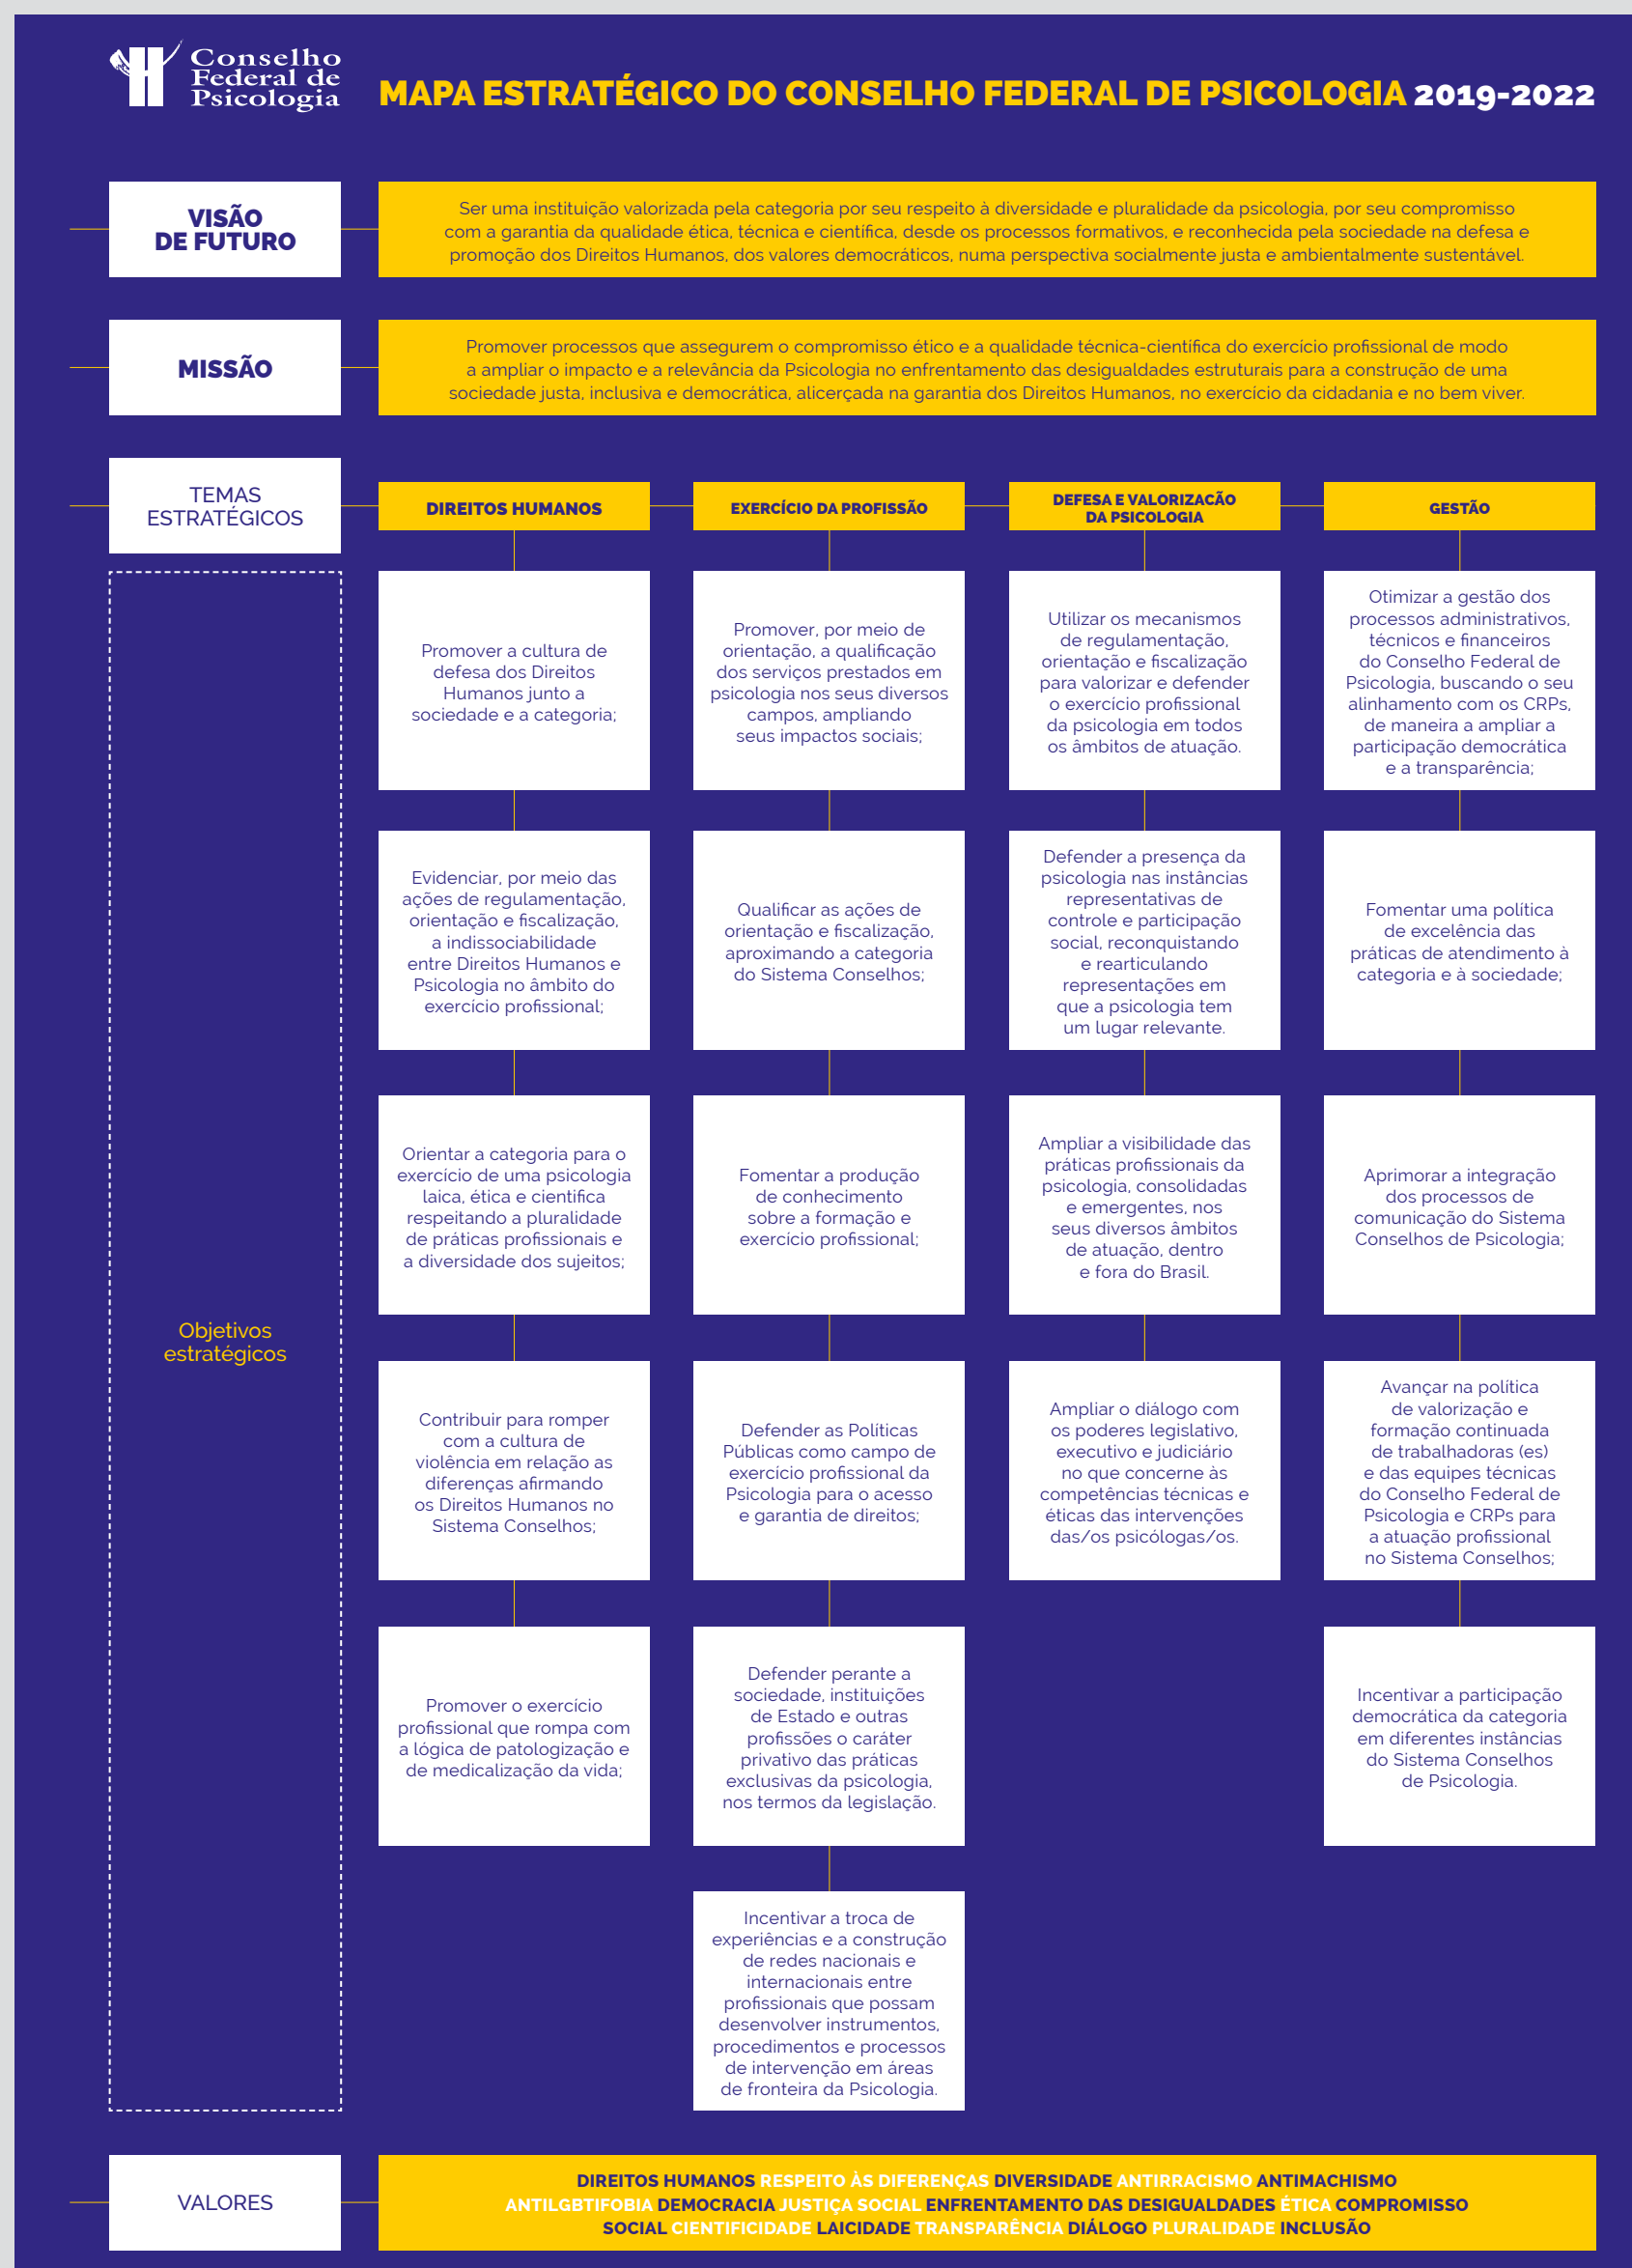 Conselho
Federal de
Psicologia
MAPA ESTRATÉGICO DO CONSELHO FEDERAL DE PSICOLOGIA 2019-2022
VISÃO
DE FUTURO
Ser uma instituição valorizada pela categoria por seu respeito à diversidade e pluralidade da psicologia, por seu compromisso
com a garantia da qualidade ética, técnica e científica, desde os processos formativos, e reconhecida pela sociedade na defesa e
promoção dos Direitos Humanos, dos valores democráticos, numa perspectiva socialmente justa e ambientalmente sustentável.
MISSÃO
Promover processos que assegurem o compromisso ético e a qualidade técnica-científica do exercício profissional de modo
a ampliar o impacto e a relevância da Psicologia no enfrentamento das desigualdades estruturais para a construção de uma
sociedade justa, inclusiva e democrática, alicerçada na garantia dos Direitos Humanos, no exercício da cidadania e no bem viver.
TEMAS
ESTRATÉGICOS
Objetivos
estratégicos
DIREITOS HUMANOS
Promover a cultura de
defesa dos Direitos
Humanos junto a
sociedade e a categoria;
Evidenciar, por meio das
ações de regulamentação,
orientação e fiscalização,
a indissociabilidade
entre Direitos Humanos e
Psicologia no âmbito do
exercício profissional;
Orientar a categoria para o
exercício de uma psicologia
laica, ética e cientifica
respeitando a pluralidade
de práticas profissionais e
a diversidade dos sujeitos;
Contribuir para romper
com a cultura de
violência em relação as
diferenças afirmando
os Direitos Humanos no
Sistema Conselhos;
Promover o exercício
profissional que rompa com
a lógica de patologização e
de medicalização da vida;
EXERCÍCIO DA PROFISSÃO
Promover, por meio de
orientação, a qualificação
dos serviços prestados em
psicologia nos seus diversos
campos, ampliando
seus impactos sociais;
Qualificar as ações de
orientação e fiscalização,
aproximando a categoria
do Sistema Conselhos;
Fomentar a produção
de conhecimento
sobre a formação e
exercício profissional;
Defender as Políticas
Públicas como campo de
exercício profissional da
Psicologia para o acesso
e garantia de direitos;
Defender perante a
sociedade, instituições
de Estado e outras
profissões o caráter
privativo das práticas
exclusivas da psicologia,
nos termos da legislação.
Incentivar a troca de
experiências e a construção
de redes nacionais e
internacionais entre
profissionais que possam
desenvolver instrumentos,
procedimentos e processos
de intervenção em áreas
de fronteira da Psicologia.
DEFESA E VALORIZACÃO
DA PSICOLOGIA
Utilizar os mecanismos
de regulamentação,
orientação e fiscalização
para valorizar e defender
o exercício profissional
da psicologia em todos
os âmbitos de atuação.
Defender a presença da
psicologia nas instâncias
representativas de
controle e participação
social, reconquistando
e rearticulando
representações em
que a psicologia tem
um lugar relevante.
Ampliar a visibilidade das
práticas profissionais da
psicologia, consolidadas
e emergentes, nos
seus diversos âmbitos
de atuação, dentro
e fora do Brasil.
Ampliar o diálogo com
os poderes legislativo,
executivo e judiciário
no que concerne às
competências técnicas e
éticas das intervenções
das/os psicólogas/os.
GESTÃO
Otimizar a gestão dos
processos administrativos,
técnicos e financeiros
do Conselho Federal de
Psicologia, buscando o seu
alinhamento com os CRPs,
de maneira a ampliar a
participação democrática
e a transparência;
Fomentar uma política
de excelência das
práticas de atendimento à
categoria e à sociedade;
Aprimorar a integração
dos processos de
comunicação do Sistema
Conselhos de Psicologia;
Avançar na política
de valorização e
formação continuada
de trabalhadoras (es)
e das equipes técnicas
do Conselho Federal de
Psicologia e CRPs para
a atuação profissional
no Sistema Conselhos;
Incentivar a participação
democrática da categoria
em diferentes instâncias
do Sistema Conselhos
de Psicologia.
VALORES
DIREITOS HUMANOS RESPEITO ÀS DIFERENÇAS DIVERSIDADE ANTIRRACISMO ANTIMACHISMO
ANTILGBTIFOBIA DEMOCRACIA JUSTIÇA SOCIAL ENFRENTAMENTO DAS DESIGUALDADES ÉTICA COMPROMISSO
SOCIAL CIENTIFICIDADE LAICIDADE TRANSPARÊNCIA DIÁLOGO PLURALIDADE INCLUSÃO